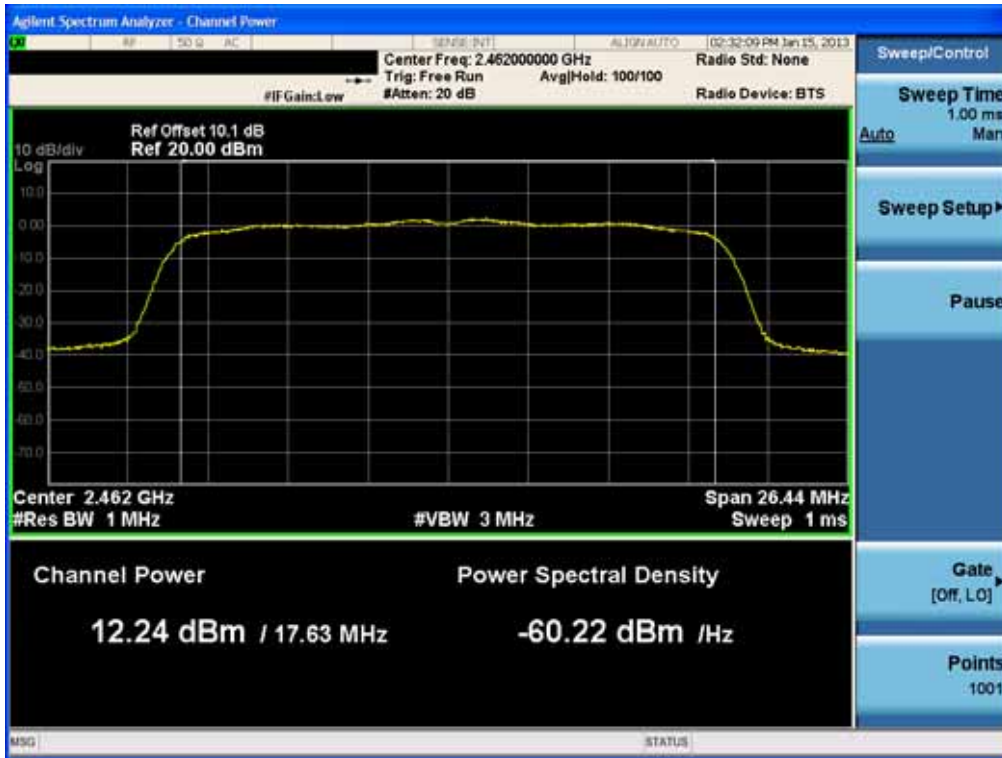 Agilent Spectrum Analyzer - Channel Power
RF 50 Ω AC SENSE:INT ALIGN AUTO 02:32:09 PM Jan 15, 2013
Center Freq: 2.462000000 GHz Radio Std: None
Trig: Free Run Avg|Hold: 100/100
#IFGain:Low #Atten: 20 dB Radio Device: BTS
Ref Offset 10.1 dB
10 dB/div Ref 20.00 dBm
Log
10.0
0.00
-10.0
-20.0
-30.0
-40.0
-50.0
-60.0
-70.0
Center 2.462 GHz Span 26.44 MHz
#Res BW 1 MHz #VBW 3 MHz Sweep 1 ms
Channel Power Power Spectral Density
12.24 dBm / 17.63 MHz -60.22 dBm /Hz
MSG STATUS
Sweep/Control
Sweep Time
1.00 ms
Auto Man
Sweep Setup
Pause
Gate
[Off, LO]
Points
1001